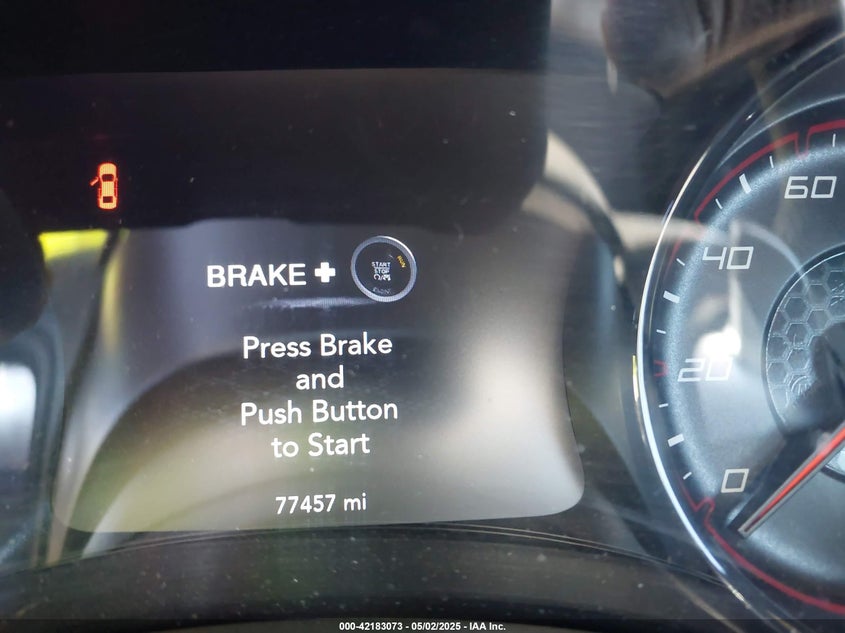 BRAKE +
START
STOP
RUN
Press Brake
and
Push Button
to Start
77457 mi
60
40
20
0
000-42183073 - 05/02/2025 - IAA Inc.